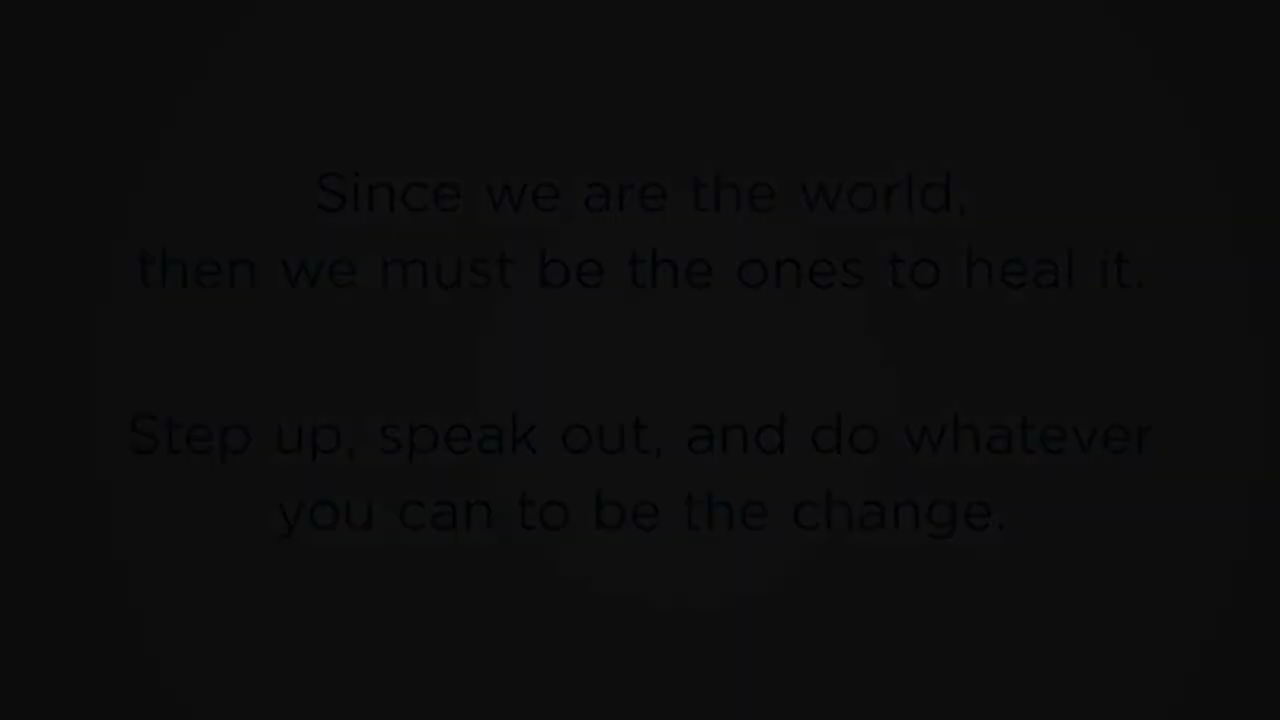 Since we are the world,
then we must be the ones to heal it.
Step up, speak out, and do whatever
you can to be the change.